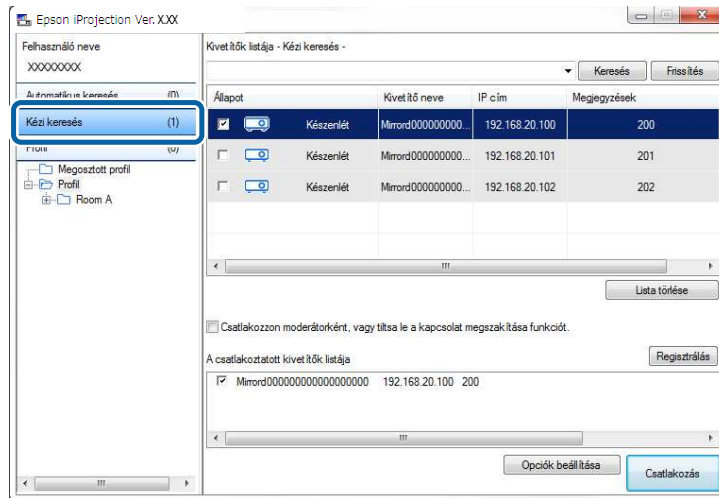 Epson iProjection Ver. X.XX
Felhasználó neve
XXXXXXXX
Automatikus keresés (0)
Kézi keresés (1)
Profil (0)
Megosztott profil
Profil
Room A
Kivetítők listája - Kézi keresés -
Keresés Frissítés
Állapot Kivetítő neve IP cím Megjegyzések
Készenlét Mirrord000000000... 192.168.20.100 200
Készenlét Mirrord000000000... 192.168.20.101 201
Készenlét Mirrord000000000... 192.168.20.102 202
Lista törlése
Csatlakozzon moderátorként, vagy tiltsa le a kapcsolat megszakítása funkciót.
A csatlakoztatott kivetítők listája Regisztrálás
Mirrord000000000000000000 192.168.20.100 200
Opciók beállítása Csatlakozás